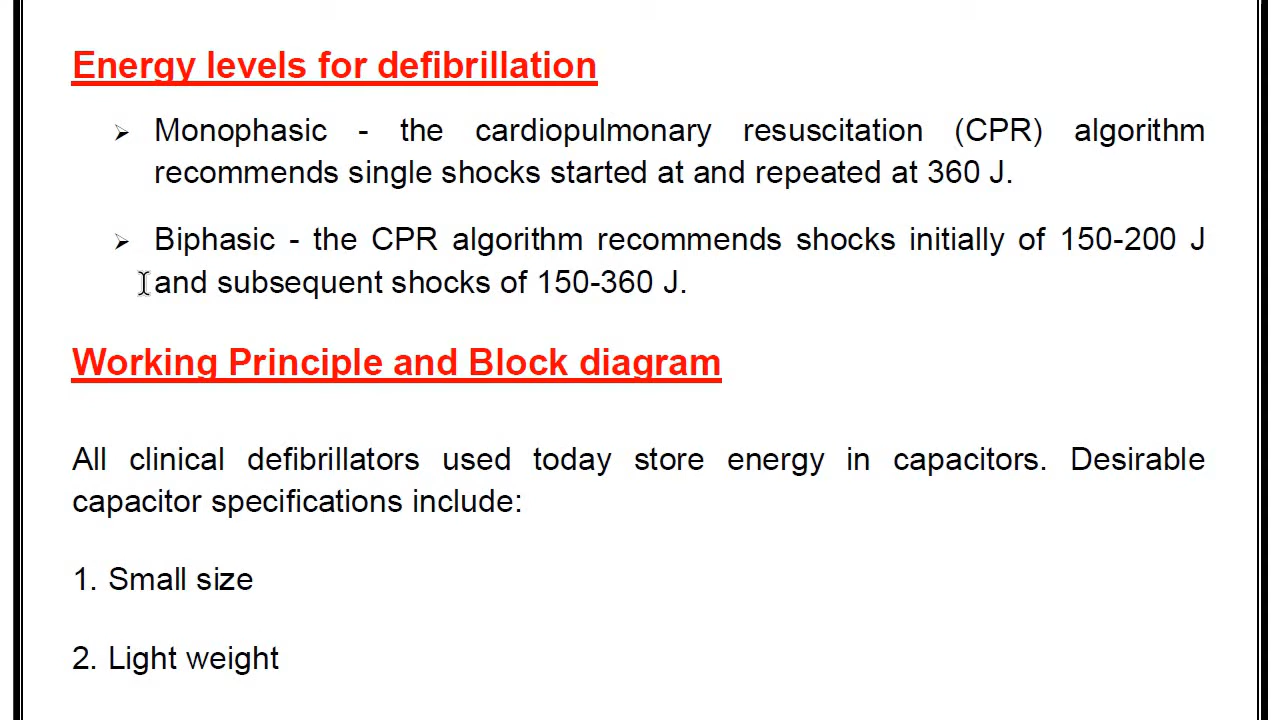 Energy levels for defibrillation
➢ Monophasic - the cardiopulmonary resuscitation (CPR) algorithm
recommends single shocks started at and repeated at 360 J.
➢ Biphasic - the CPR algorithm recommends shocks initially of 150-200 J
and subsequent shocks of 150-360 J.
Working Principle and Block diagram
All clinical defibrillators used today store energy in capacitors. Desirable
capacitor specifications include:
1. Small size
2. Light weight